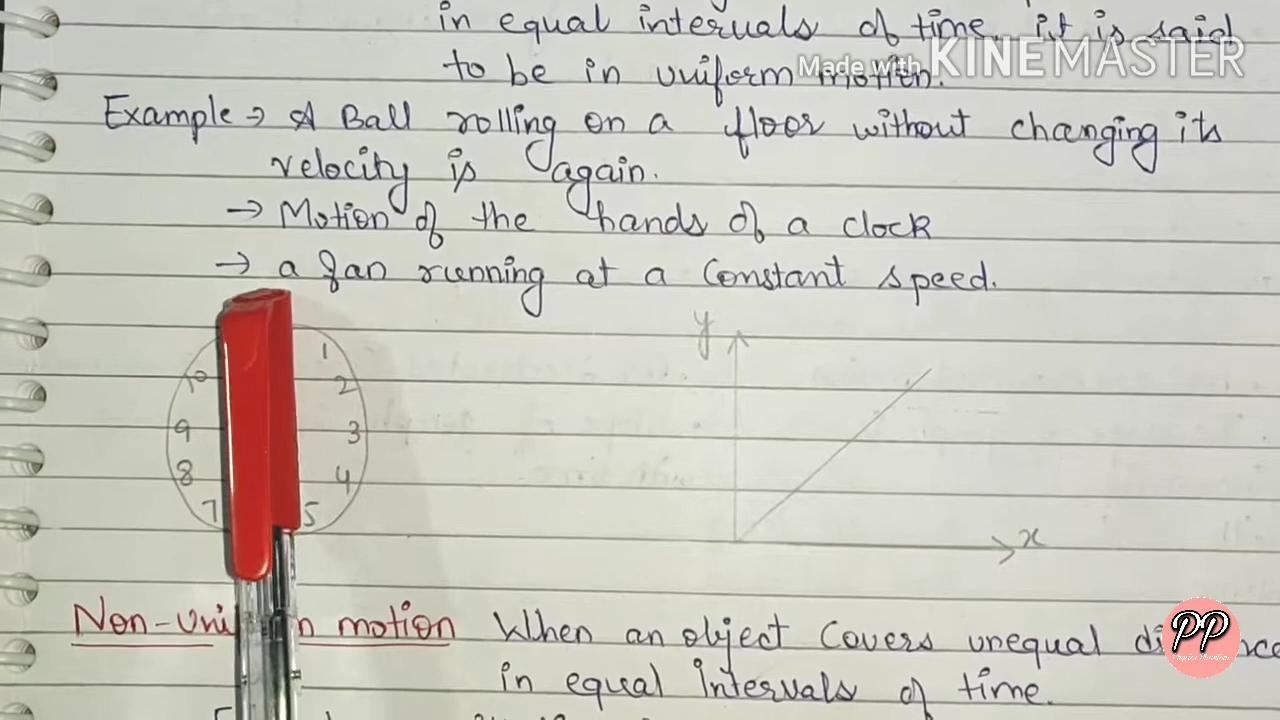 in equal intervals of time, it is said
Made with KINEMASTER
to be in uniform motion.
Example → A Ball rolling on a floor without changing its
velocity is again.
→ Motion of the hands of a clock
→ a fan running at a constant speed.
y
1
10 2
9 3
8 4
7 5
x
Non-Uni m motion When an object covers unequal di nce
PP
in equal intervals of time.